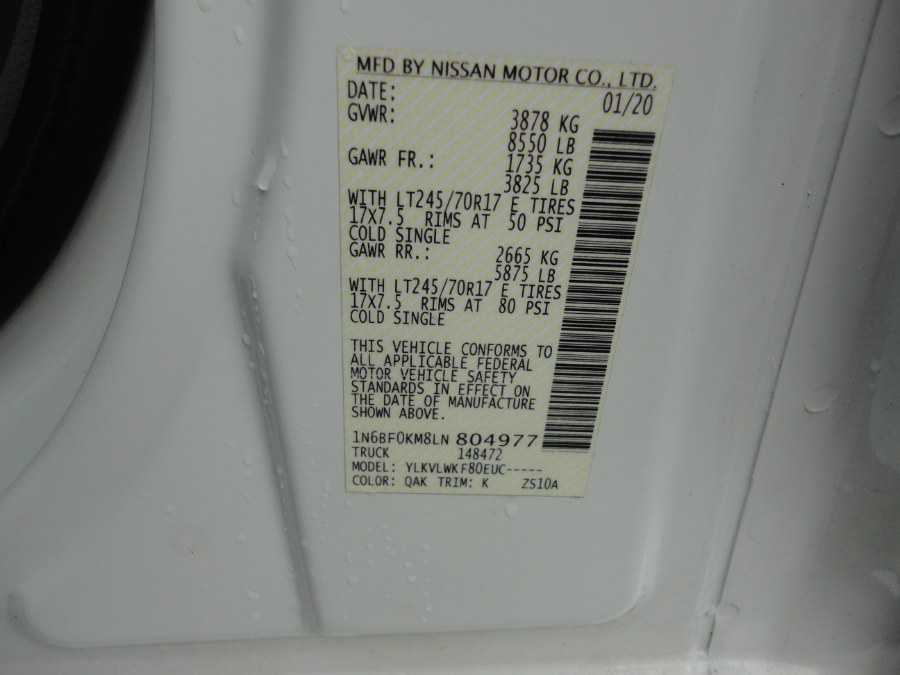 MFD BY NISSAN MOTOR CO., LTD.
DATE: 01/20
GVWR: 3878 KG
8550 LB
GAWR FR.: 1735 KG
3825 LB
WITH LT245/70R17 E TIRES
17X7.5 RIMS AT 50 PSI
COLD SINGLE
GAWR RR.: 2665 KG
5875 LB
WITH LT245/70R17 E TIRES
17X7.5 RIMS AT 80 PSI
COLD SINGLE
THIS VEHICLE CONFORMS TO
ALL APPLICABLE FEDERAL
MOTOR VEHICLE SAFETY
STANDARDS IN EFFECT ON
THE DATE OF MANUFACTURE
SHOWN ABOVE.
1N6BF0KM8LN 804977
TRUCK 148472
MODEL: YLKVLWKF80EUC-----
COLOR: QAK TRIM: K ZS10A